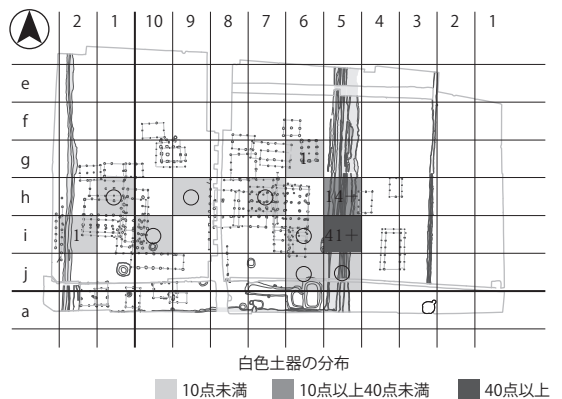 2 1 10 9 8 7 6 5 4 3 2 1
e
f
g 1
h 14+
i 1 41+
j
a
白色土器の分布
10点未満 10点以上40点未満 40点以上